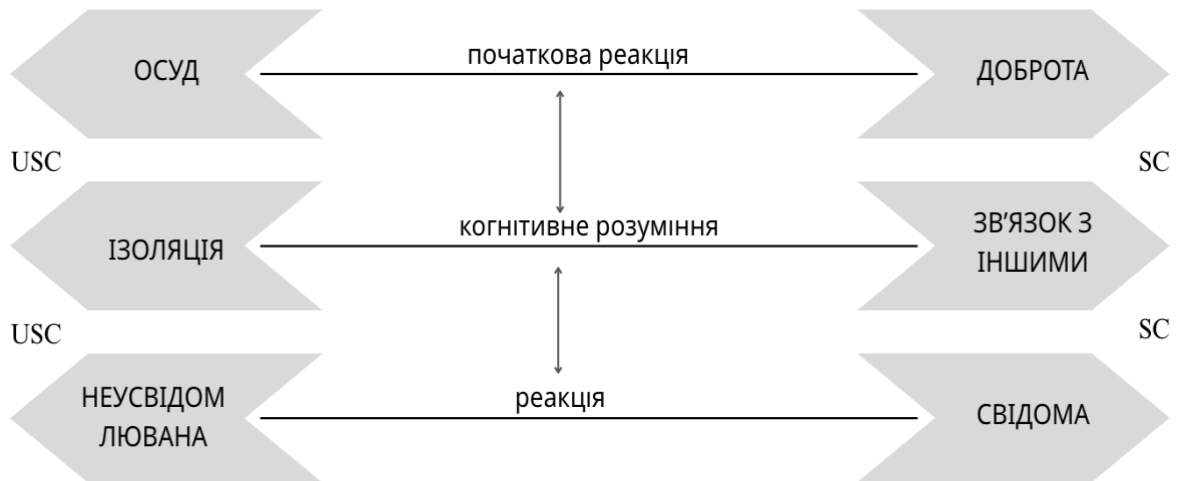 ОСУД
початкова реакція
ДОБРОТА
USC
SC
ІЗОЛЯЦІЯ
когнітивне розуміння
ЗВ’ЯЗОК З
ІНШИМИ
USC
SC
НЕУСВІДОМ
ЛЮВАНА
реакція
СВІДОМА